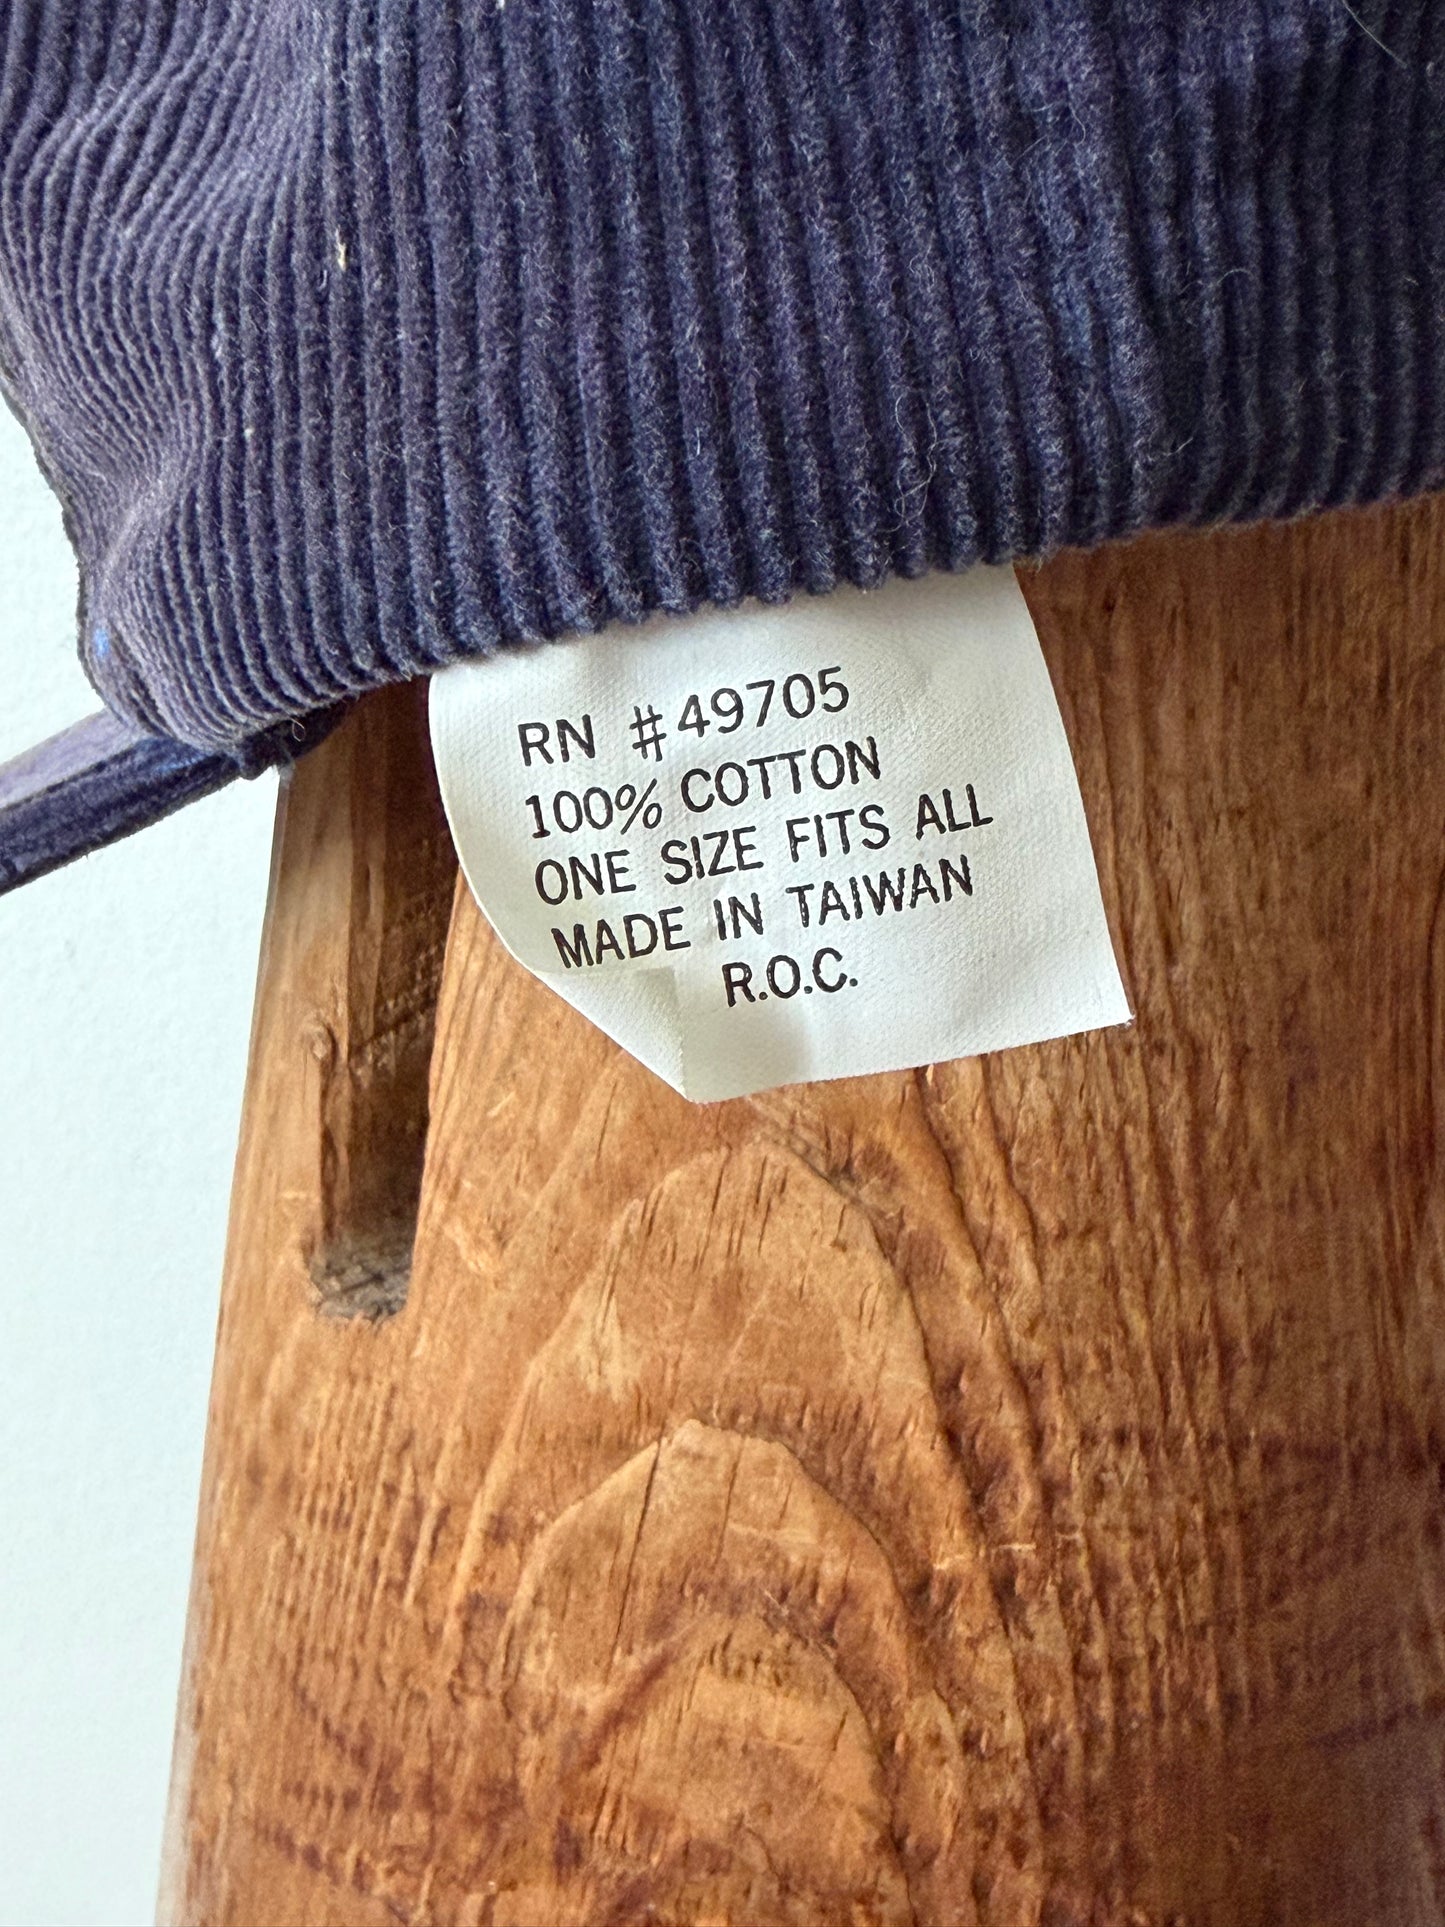 RN #49705
100% COTTON
ONE SIZE FITS ALL
MADE IN TAIWAN
R.O.C.